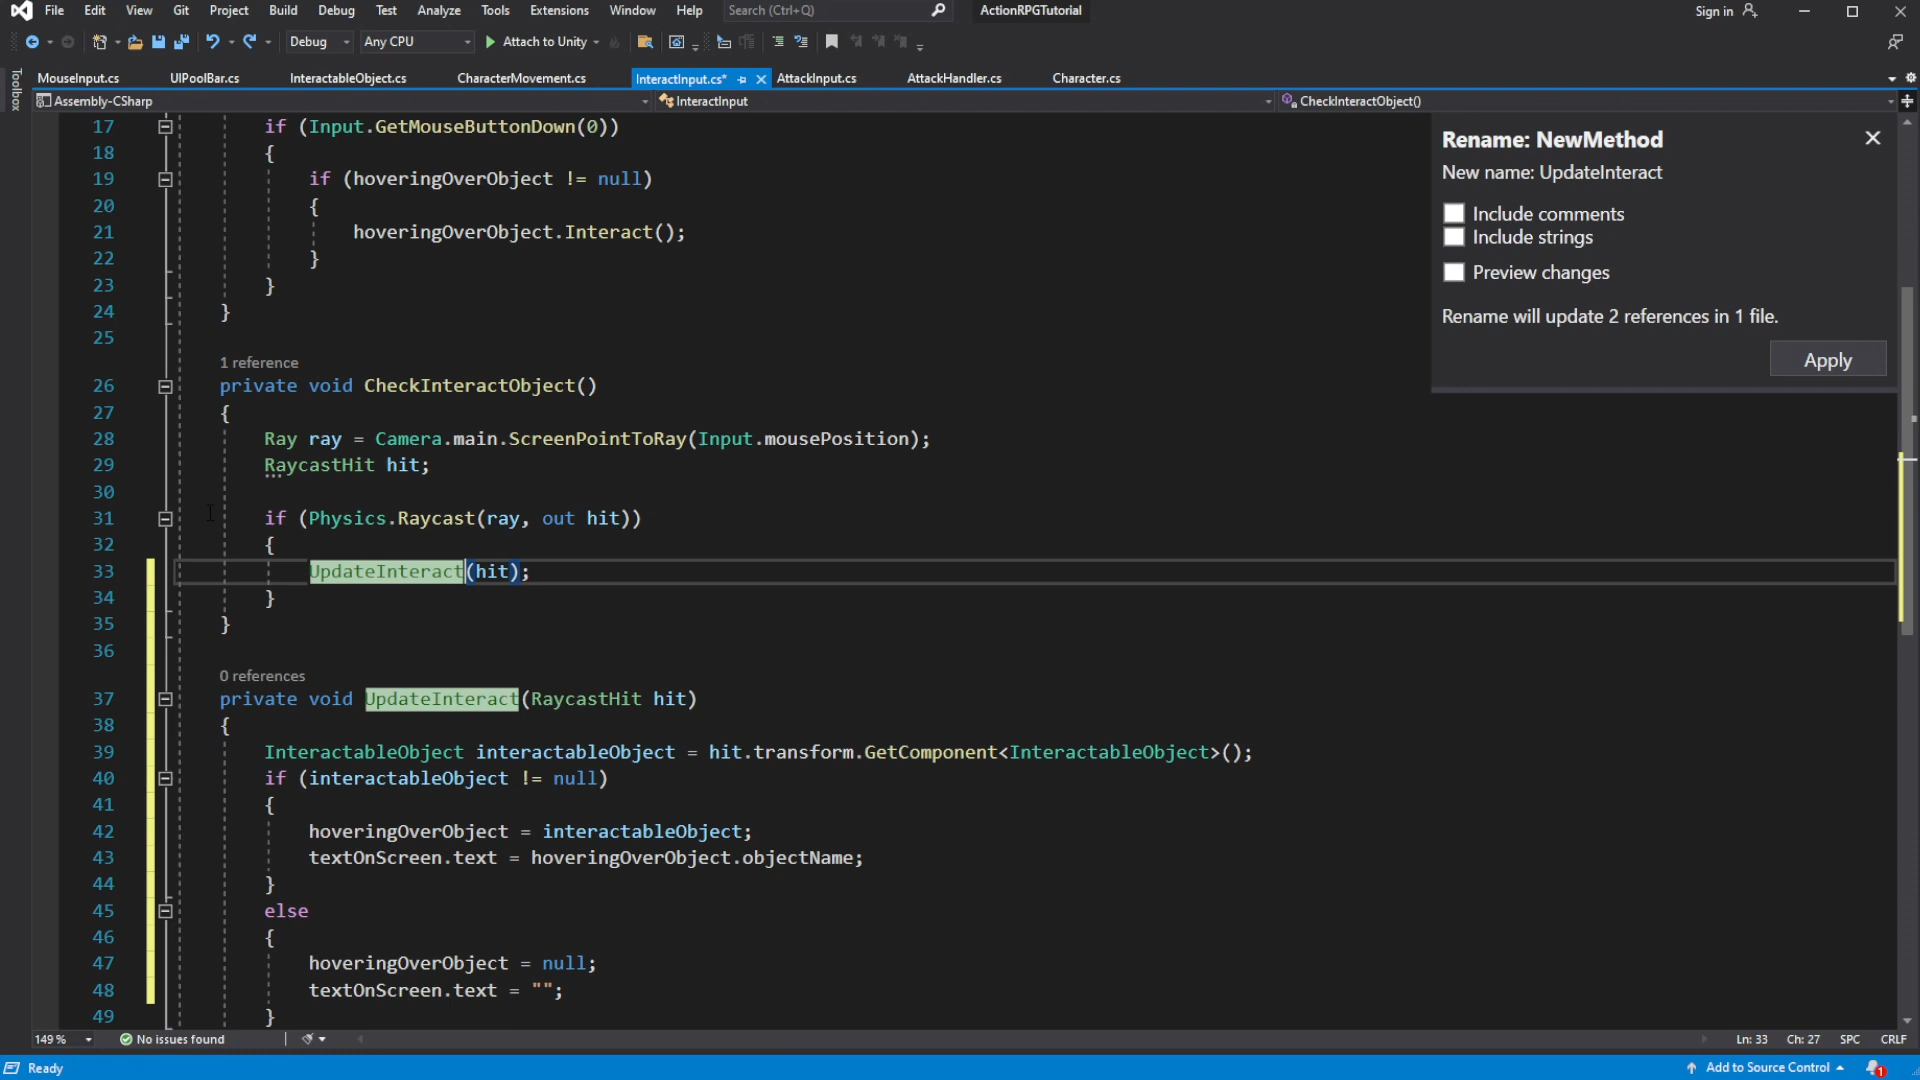 File Edit View Git Project Build Debug Test Analyze Tools Extensions Window Help Search (Ctrl+Q) ActionRPGTutorial Sign in
Debug Any CPU Attach to Unity
Toolbox
MouseInput.cs UIPoolBar.cs InteractableObject.cs CharacterMovement.cs InteractInput.cs* AttackInput.cs AttackHandler.cs Character.cs
Assembly-CSharp InteractInput CheckInteractObject()
17 if (Input.GetMouseButtonDown(0))
18 {
19 if (hoveringOverObject != null)
20 {
21 hoveringOverObject.Interact();
22 }
23 }
24 }
25
1 reference
26 private void CheckInteractObject()
27 {
28 Ray ray = Camera.main.ScreenPointToRay(Input.mousePosition);
29 RaycastHit hit;
30
31 if (Physics.Raycast(ray, out hit))
32 {
33 UpdateInteract(hit);
34 }
35 }
36
0 references
37 private void UpdateInteract(RaycastHit hit)
38 {
39 InteractableObject interactableObject = hit.transform.GetComponent<InteractableObject>();
40 if (interactableObject != null)
41 {
42 hoveringOverObject = interactableObject;
43 textOnScreen.text = hoveringOverObject.objectName;
44 }
45 else
46 {
47 hoveringOverObject = null;
48 textOnScreen.text = "";
49 }
Rename: NewMethod
New name: UpdateInteract
Include comments
Include strings
Preview changes
Rename will update 2 references in 1 file.
Apply
149 % No issues found Ln: 33 Ch: 27 SPC CRLF
Ready Add to Source Control 1